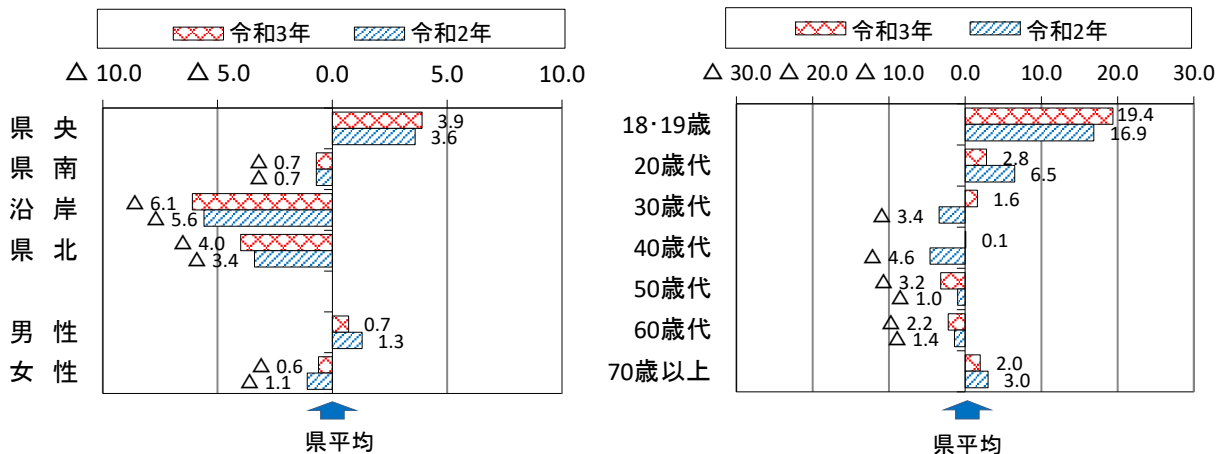 令和3年 令和2年
△ 10.0 △ 5.0 0.0 5.0 10.0
県 央 3.9
3.6
県 南 △ 0.7
△ 0.7
沿 岸 △ 6.1
△ 5.6
県 北 △ 4.0
△ 3.4
男 性 0.7
1.3
女 性 △ 0.6
△ 1.1
県平均
令和3年 令和2年
△ 30.0 △ 20.0 △ 10.0 0.0 10.0 20.0 30.0
18・19歳 19.4
16.9
20歳代 2.8
6.5
30歳代 1.6
△ 3.4
40歳代 0.1
△ 4.6
50歳代 △ 3.2
△ 1.0
60歳代 △ 2.2
△ 1.4
70歳以上 2.0
3.0
県平均